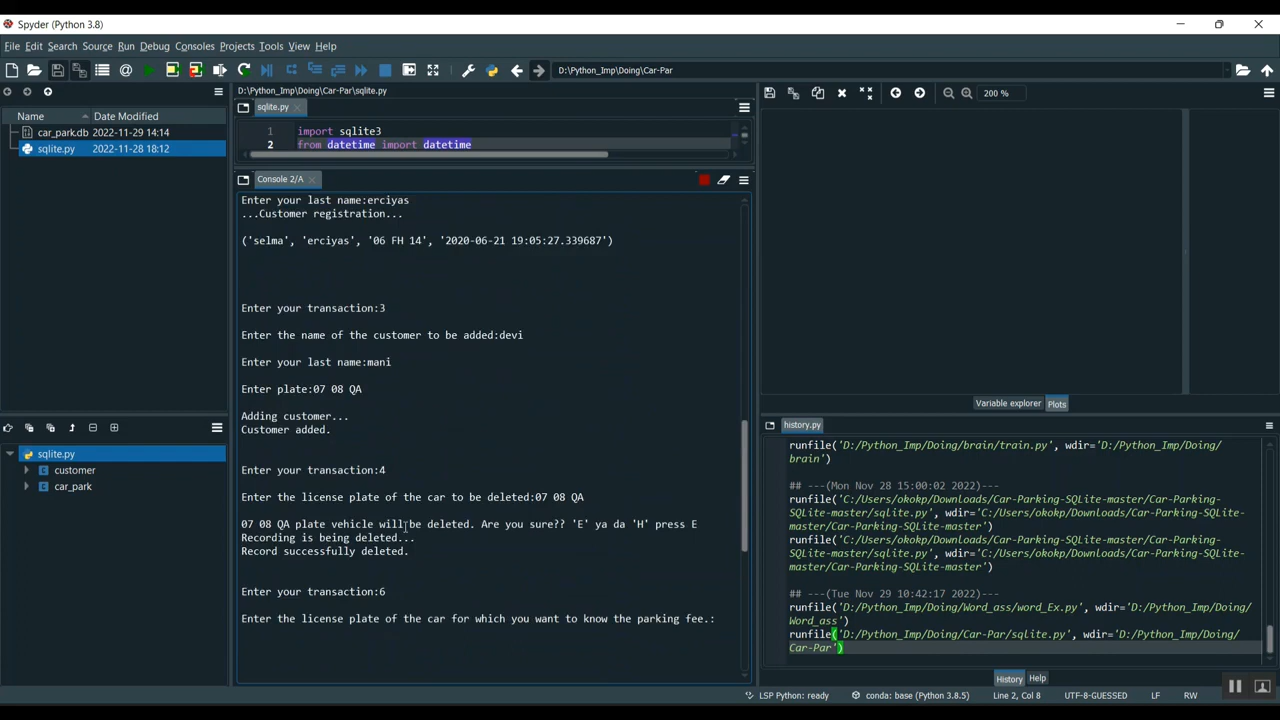 Spyder (Python 3.8)
File Edit Search Source Run Debug Consoles Projects Tools View Help
D:\Python_Imp\Doing\Car-Par
Name Date Modified
car_park.db 2022-11-29 14:14
sqlite.py 2022-11-28 18:12
sqlite.py
customer
car_park
D:\Python_Imp\Doing\Car-Par\sqlite.py
sqlite.py
1 import sqlite3
2 from datetime import datetime
Console 2/A
Enter your last name:erciyas
...Customer registration...
('selma', 'erciyas', '06 FH 14', '2020-06-21 19:05:27.339687')
Enter your transaction:3
Enter the name of the customer to be added:devi
Enter your last name:mani
Enter plate:07 08 QA
Adding customer...
Customer added.
Enter your transaction:4
Enter the license plate of the car to be deleted:07 08 QA
07 08 QA plate vehicle will be deleted. Are you sure?? 'E' ya da 'H' press E
Recording is being deleted...
Record successfully deleted.
Enter your transaction:6
Enter the license plate of the car for which you want to know the parking fee.:
200 %
Variable explorer Plots
history.py
runfile('D:/Python_Imp/Doing/brain/train.py', wdir='D:/Python_Imp/Doing/
brain')
## ---(Mon Nov 28 15:00:02 2022)---
runfile('C:/Users/okokp/Downloads/Car-Parking-SQLite-master/Car-Parking-
SQLite-master/sqlite.py', wdir='C:/Users/okokp/Downloads/Car-Parking-SQLite-
master/Car-Parking-SQLite-master')
runfile('C:/Users/okokp/Downloads/Car-Parking-SQLite-master/Car-Parking-
SQLite-master/sqlite.py', wdir='C:/Users/okokp/Downloads/Car-Parking-SQLite-
master/Car-Parking-SQLite-master')
## ---(Tue Nov 29 10:42:17 2022)---
runfile('D:/Python_Imp/Doing/Word_ass/word_Ex.py', wdir='D:/Python_Imp/Doing/
Word_ass')
runfile('D:/Python_Imp/Doing/Car-Par/sqlite.py', wdir='D:/Python_Imp/Doing/
Car-Par')
History Help
LSP Python: ready conda: base (Python 3.8.5) Line 2, Col 8 UTF-8-GUESSED LF RW